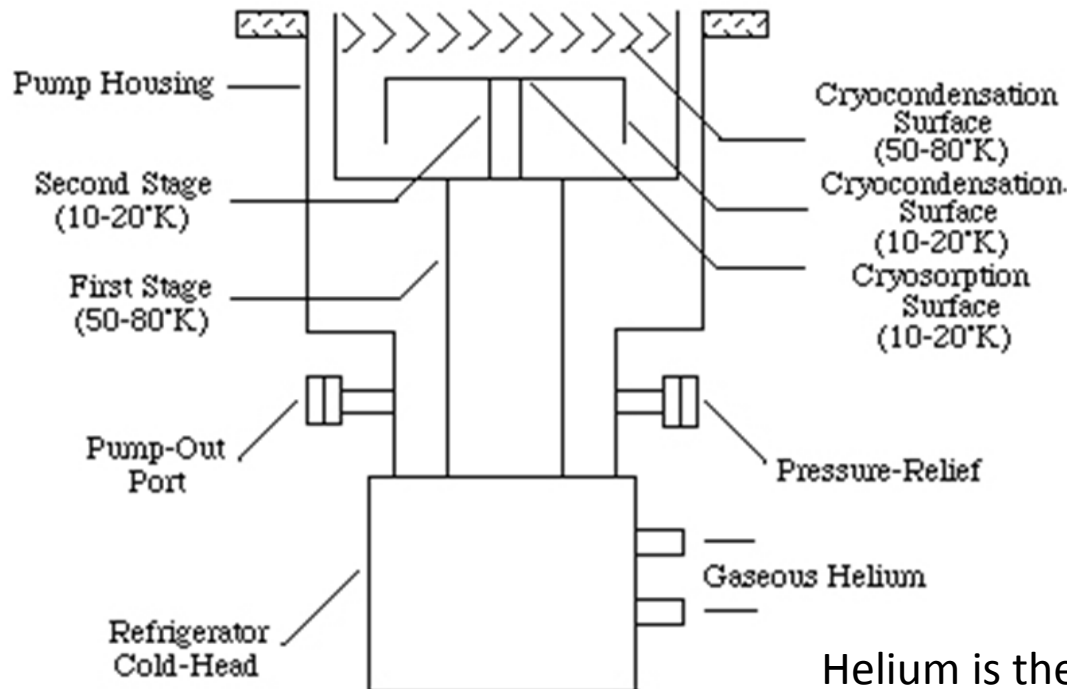 Pump Housing
Second Stage
(10-20°K)
First Stage
(50-80°K)
Pump-Out
Port
Refrigerator
Cold-Head
Cryocondensation
Surface
(50-80°K)
Cryocondensation
Surface
(10-20°K)
Cryosorption
Surface
(10-20°K)
Pressure-Relief
Gaseous Helium
Helium is the